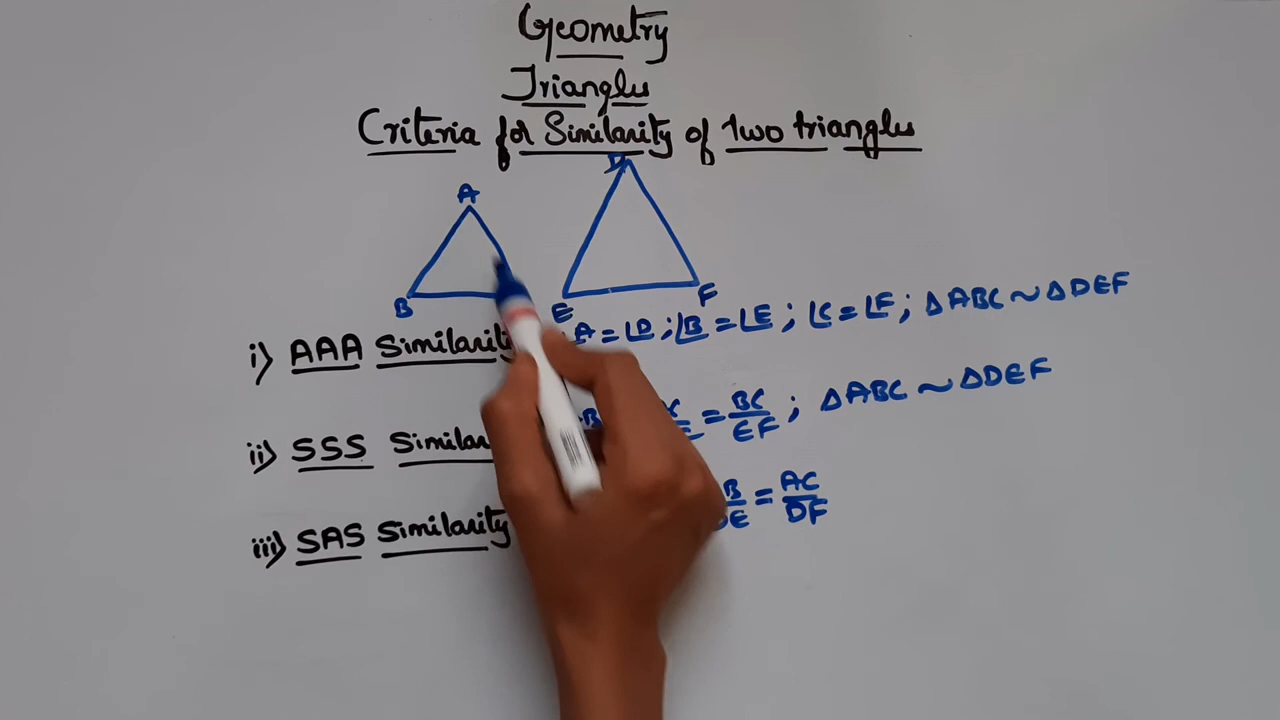 Geometry
Triangles
Criteria for Similarity of Two triangles
D
A
B
E
F
i) AAA Similarity A = ∠D ; ∠B = ∠E ; ∠C = ∠F ; ΔABC ~ ΔDEF
ii) SSS = BC/EF ; ΔABC ~ ΔDEF
iii) SAS Similarity = AC/DF